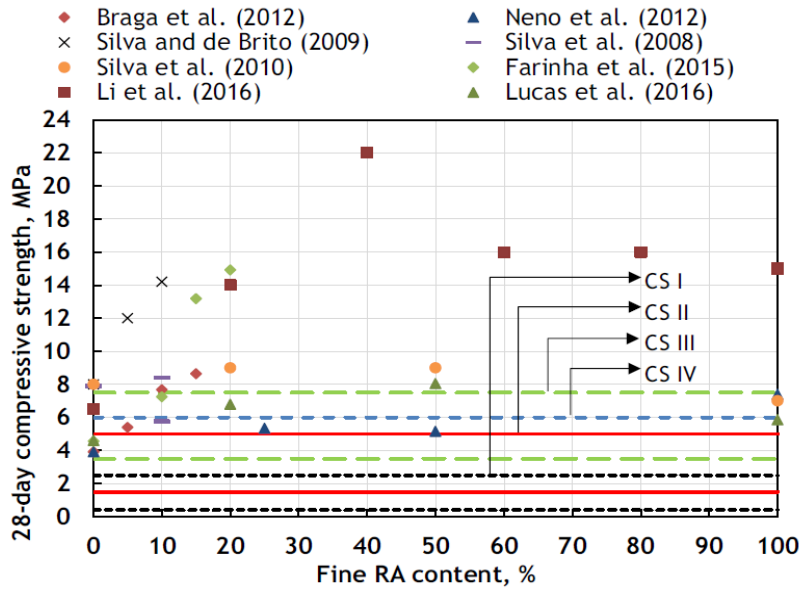 Braga et al. (2012)
Neno et al. (2012)
Silva and de Brito (2009)
Silva et al. 2008)
Silva et al. (2010)
Farinha et al. (2015)
Li et al. (2016)
Lucas et al. (2016)
28-day compressive strength, MPa
24
22
20
18
16
14
12
10
8
6
4
2
0
CS I
CS II
CS III
CS IV
0 10 20 30 40 50 60 70 80 90 100
Fine RA content, %